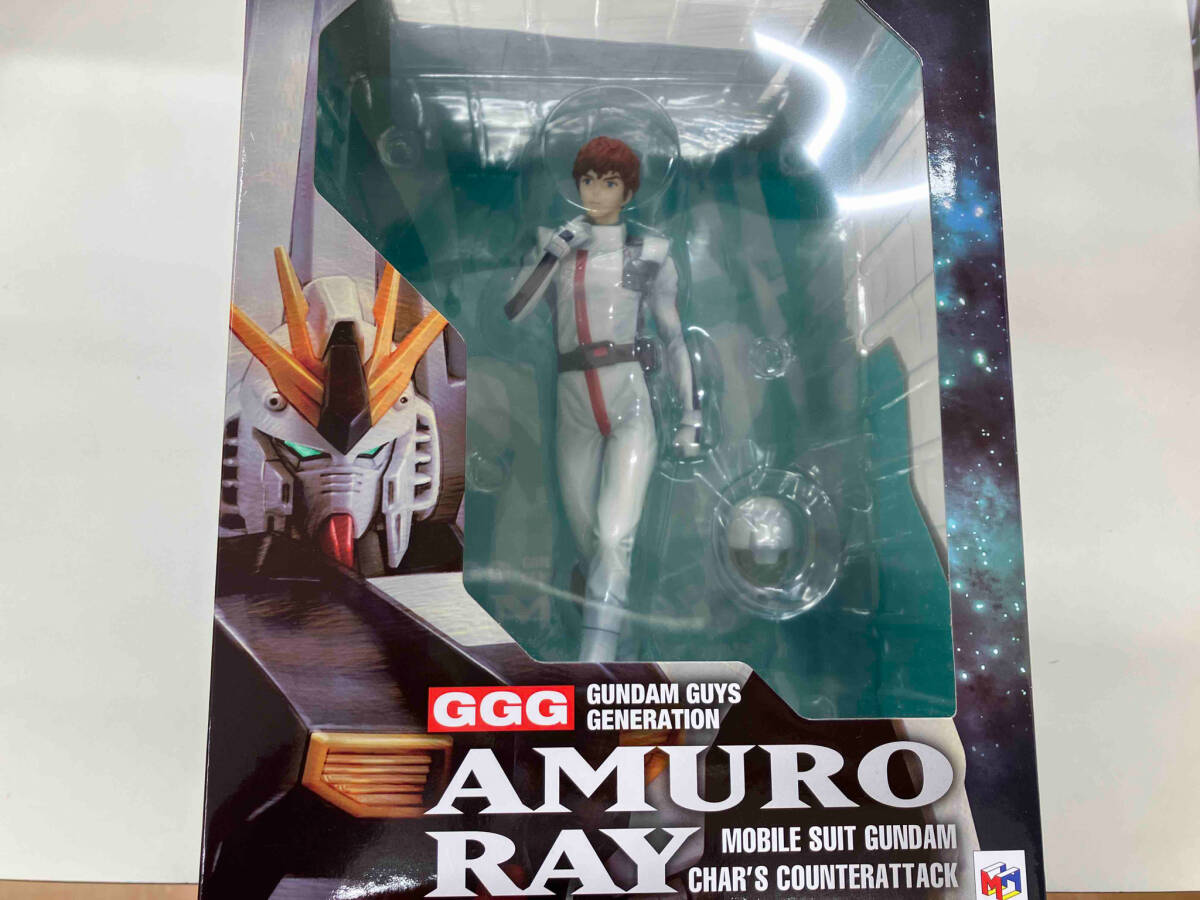 GGG
GUNDAM GUYS
GENERATION
AMURO
RAY
MOBILE SUIT GUNDAM
CHAR'S COUNTERATTACK